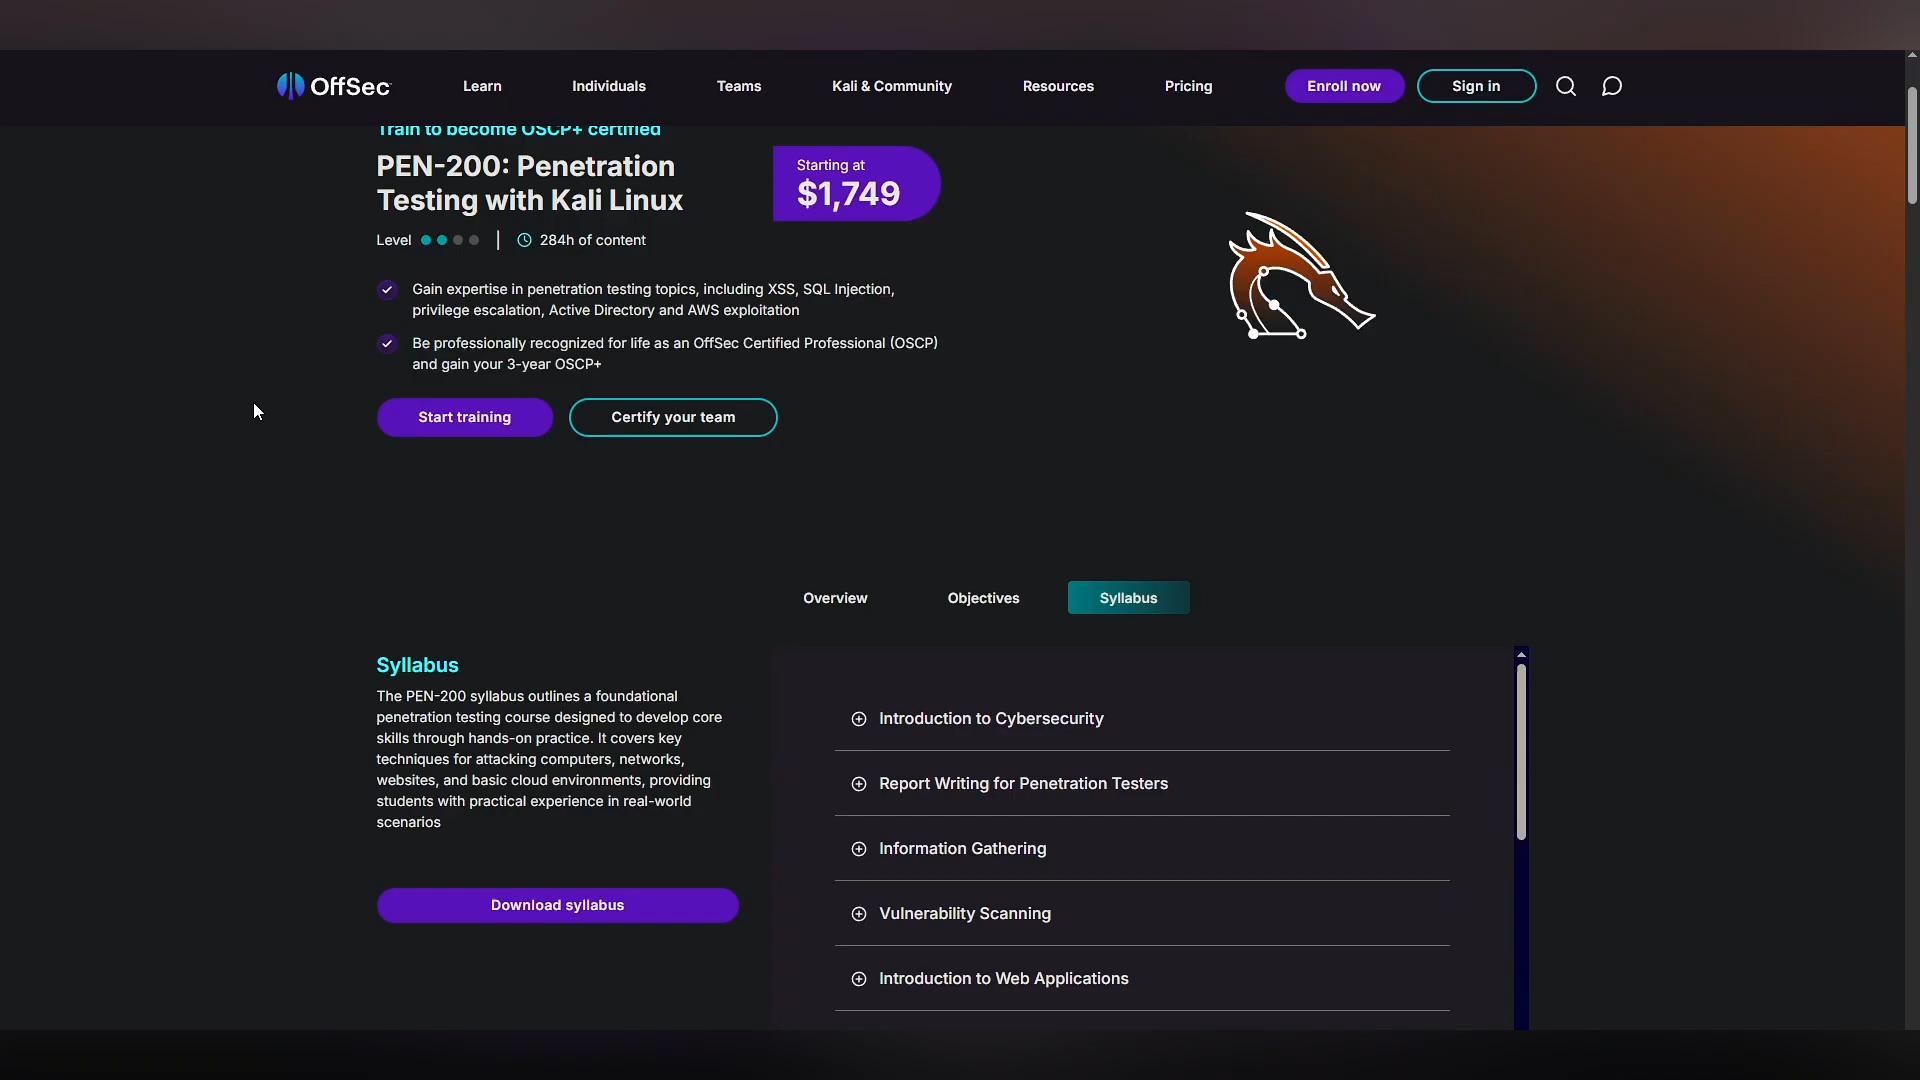 OffSec
Learn
Individuals
Teams
Kali & Community
Resources
Pricing
Enroll now
Sign in
Train to become OSCP+ certified
PEN-200: Penetration
Testing with Kali Linux
Starting at
$1,749
Level
284h of content
Gain expertise in penetration testing topics, including XSS, SQL Injection,
privilege escalation, Active Directory and AWS exploitation
Be professionally recognized for life as an OffSec Certified Professional (OSCP)
and gain your 3-year OSCP+
Start training
Certify your team
Overview
Objectives
Syllabus
Syllabus
The PEN-200 syllabus outlines a foundational
penetration testing course designed to develop core
skills through hands-on practice. It covers key
techniques for attacking computers, networks,
websites, and basic cloud environments, providing
students with practical experience in real-world
scenarios
Download syllabus
Introduction to Cybersecurity
Report Writing for Penetration Testers
Information Gathering
Vulnerability Scanning
Introduction to Web Applications